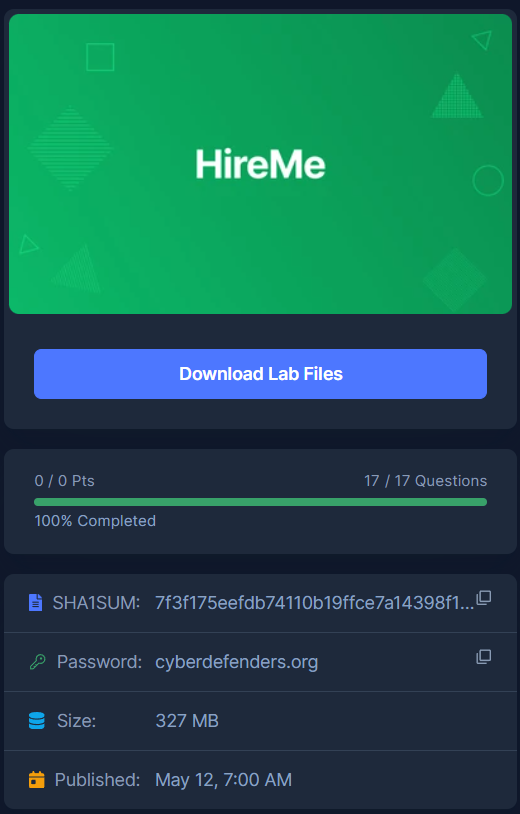 HireMe
Download Lab Files
0 / 0 Pts 17 / 17 Questions
100% Completed
SHA1SUM: 7f3f175eefdb74110b19ffce7a14398f1...
Password: cyberdefenders.org
Size: 327 MB
Published: May 12, 7:00 AM